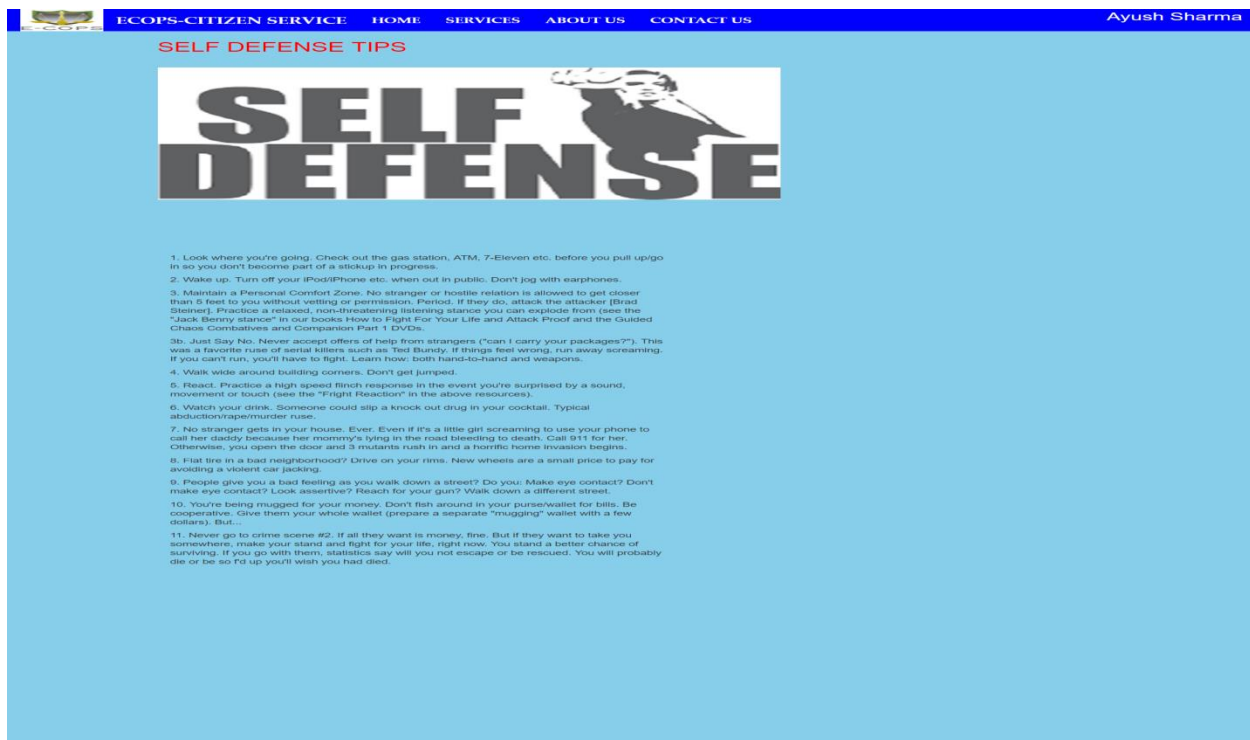 E-COPS
ECOPS-CITIZEN SERVICE HOME SERVICES ABOUT US CONTACT US Ayush Sharma
SELF DEFENSE TIPS
SELF
DEFENSE
1. Look where you're going. Check out the gas station, ATM, 7-Eleven etc. before you pull up/go
in so you don't become part of a stickup in progress.
2. Wake up. Turn off your iPod/iPhone etc. when out in public. Don't jog with earphones.
3. Maintain a Personal Comfort Zone. No stranger or hostile relation is allowed to get closer
than 5 feet to you without vetting or permission. Period. If they do, attack the attacker [Brad
Steiner]. Practice a relaxed, non-threatening listening stance you can explode from (see the
"Jack Benny stance" in our books How to Fight For Your Life and Attack Proof and the Guided
Chaos Combatives and Companion Part 1 DVDs.
3b. Just Say No. Never accept offers of help from strangers ("can I carry your packages?"). This
was a favorite ruse of serial killers such as Ted Bundy. If things feel wrong, run away screaming.
If you can't run, you'll have to fight. Learn how: both hand-to-hand and weapons.
4. Walk wide around building corners. Don't get jumped.
5. React. Practice a high speed flinch response in the event you're surprised by a sound,
movement or touch (see the "Fright Reaction" in the above resources).
6. Watch your drink. Someone could slip a knock out drug in your cocktail. Typical
abduction/rape/murder ruse.
7. No stranger gets in your house. Ever. Even if it's a little girl screaming to use your phone to
call her daddy because her mommy's lying in the road bleeding to death. Call 911 for her.
Otherwise, you open the door and 3 mutants rush in and a horrific home invasion begins.
8. Flat tire in a bad neighborhood? Drive on your rims. New wheels are a small price to pay for
avoiding a violent car jacking.
9. People give you a bad feeling as you walk down a street? Do you: Make eye contact? Don't
make eye contact? Look assertive? Reach for your gun? Walk down a different street.
10. You're being mugged for your money. Don't fish around in your purse/wallet for bills. Be
cooperative. Give them your whole wallet (prepare a separate "mugging" wallet with a few
dollars). But...
11. Never go to crime scene #2. If all they want is money, fine. But if they want to take you
somewhere, make your stand and fight for your life, right now. You stand a better chance of
surviving. If you go with them, statistics say will you not escape or be rescued. You will probably
die or be so f'd up you'll wish you had died.